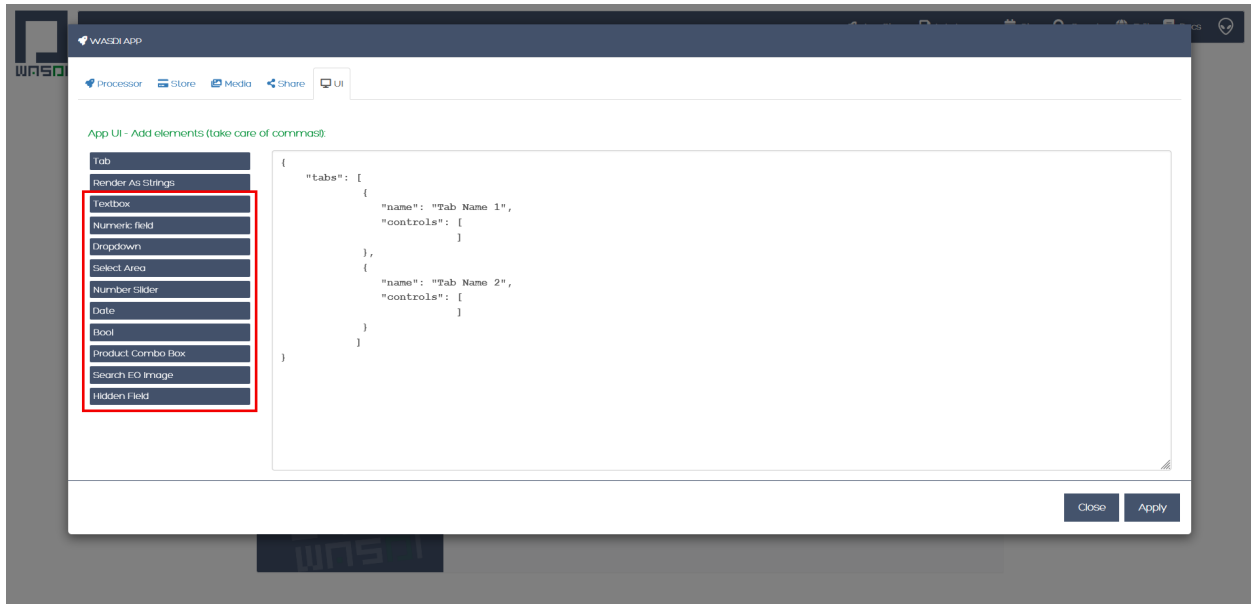 WASDI APP
Processor Store Media Share UI
App UI - Add elements (take care of commas!):
Tab
Render As Strings
Textbox
Numeric field
Dropdown
Select Area
Number Slider
Date
Bool
Product Combo Box
Search EO Image
Hidden Field
{
"tabs": [
{
"name": "Tab Name 1",
"controls": [
]
},
{
"name": "Tab Name 2",
"controls": [
]
}
]
}
Close Apply